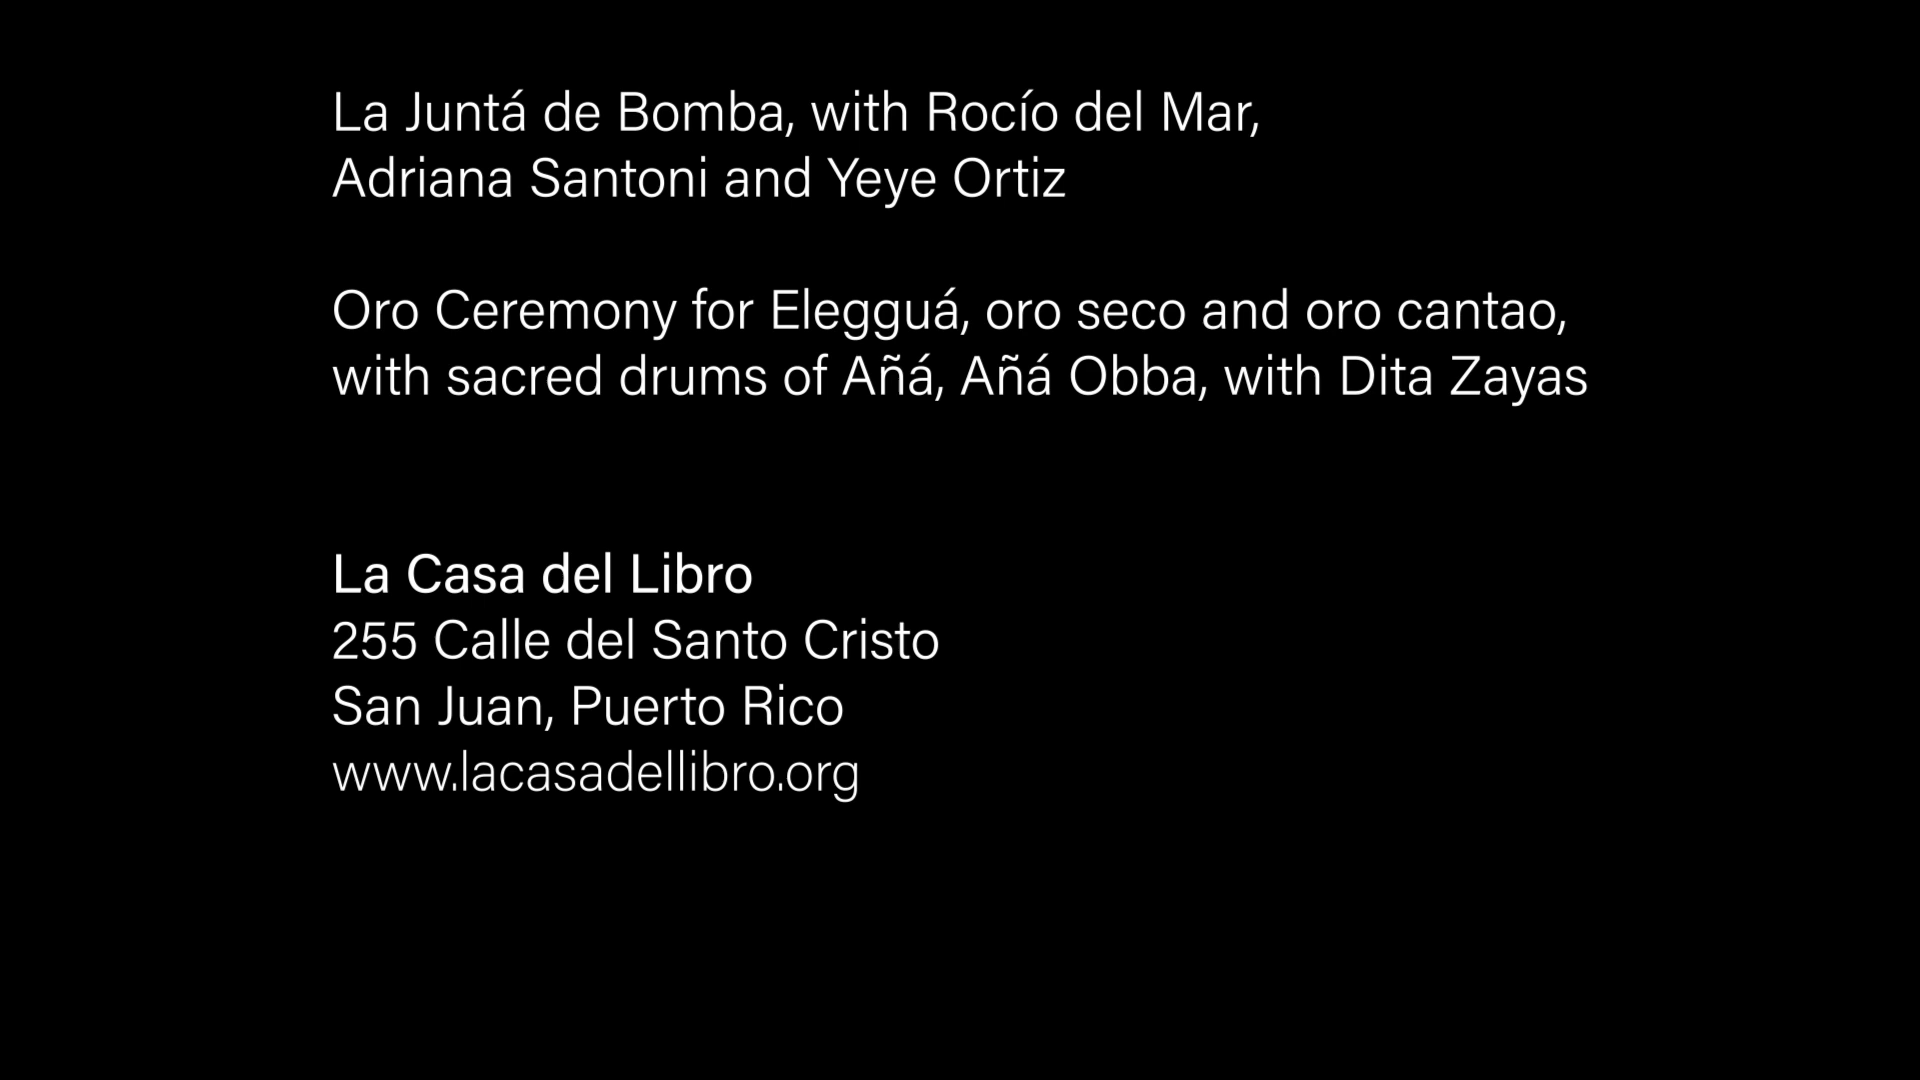 La Juntá de Bomba, with Rocío del Mar,
Adriana Santoni and Yeye Ortiz
Oro Ceremony for Elegguá, oro seco and oro cantao,
with sacred drums of Añá, Añá Obba, with Dita Zayas
La Casa del Libro
255 Calle del Santo Cristo
San Juan, Puerto Rico
www.lacasadellibro.org